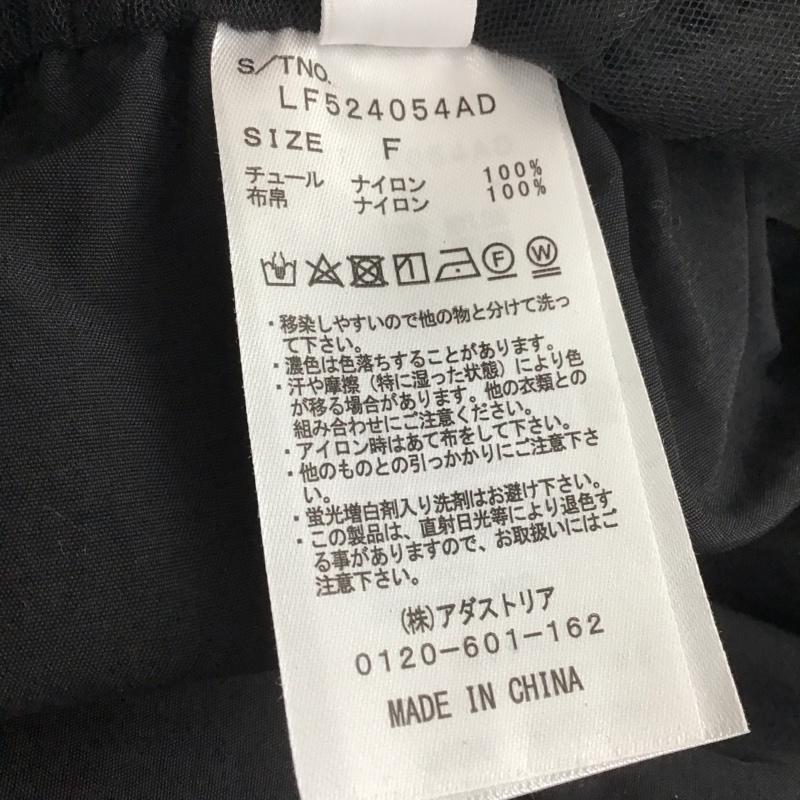 S/TNO.
LF524054AD
SIZE F
チュール ナイロン 100%
布帛 ナイロン 100%
F W
・移染しやすいので他の物と分けて洗っ
て下さい。
・濃色は色落ちすることがあります。
・汗や摩擦（特に湿った状態）により色
が移る場合があります。他の衣類との
組み合わせにご注意ください。
・アイロン時はあて布をして下さい。
・他のものとの引っかかりにご注意下さ
い。
・蛍光増白剤入り洗剤はお避け下さい。
・この製品は、直射日光等により退色す
る事がありますので、お取扱いにはご
注意下さい。
(株)アダストリア
0120-601-162
MADE IN CHINA